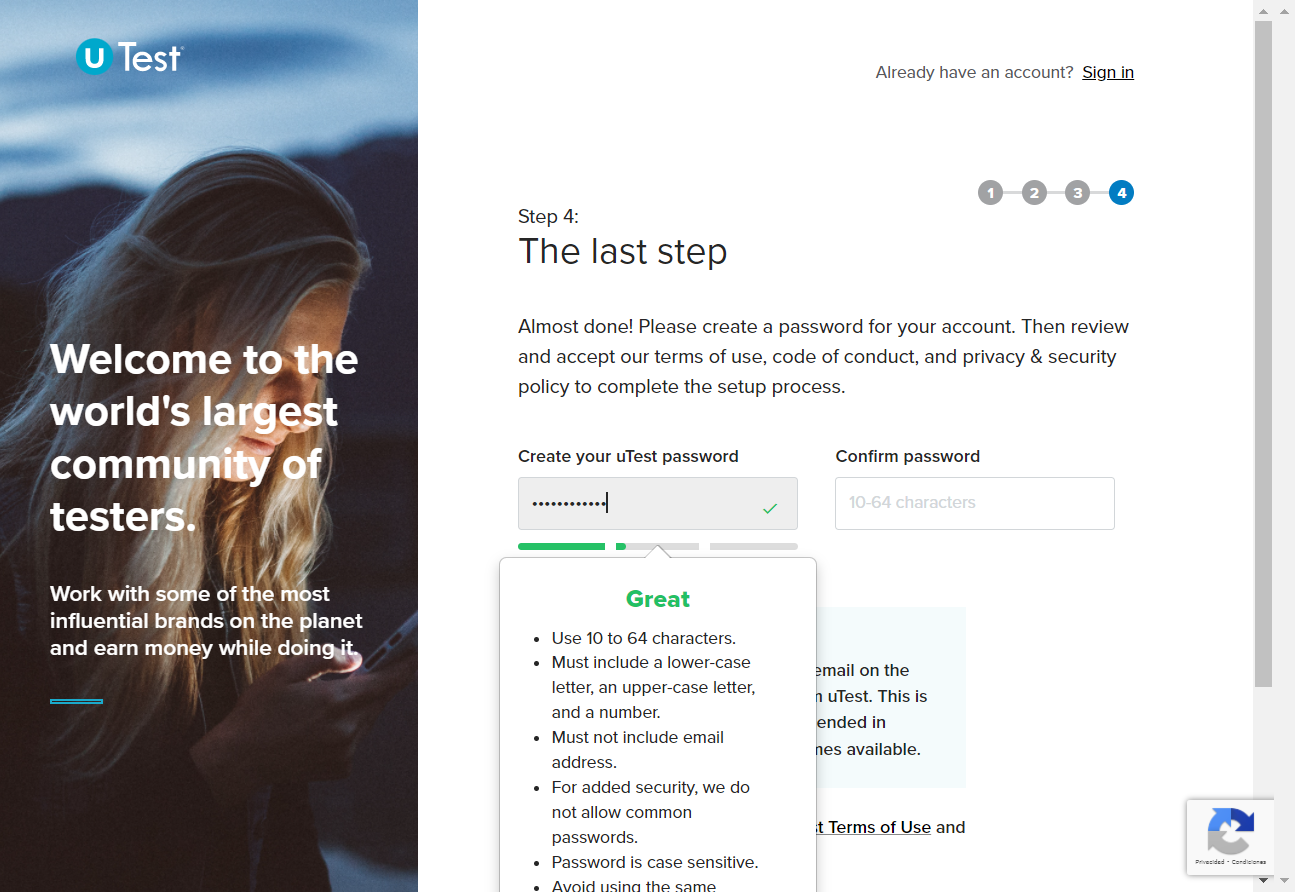 U Test
Already have an account? Sign in
1 2 3 4
Step 4:
The last step
Almost done! Please create a password for your account. Then review
and accept our terms of use, code of conduct, and privacy & security
policy to complete the setup process.
Welcome to the
world's largest
community of
testers.
Work with some of the most
influential brands on the planet
and earn money while doing it.
Create your uTest password
Confirm password
••••••••••••
10-64 characters
Great
• Use 10 to 64 characters.
• Must include a lower-case
letter, an upper-case letter,
and a number.
• Must not include email
address.
• For added security, we do
not allow common
passwords.
• Password is case sensitive.
• Avoid using the same
email on the
uTest. This is
ended in
mes available.
Terms of Use and
Privacidad - Condiciones